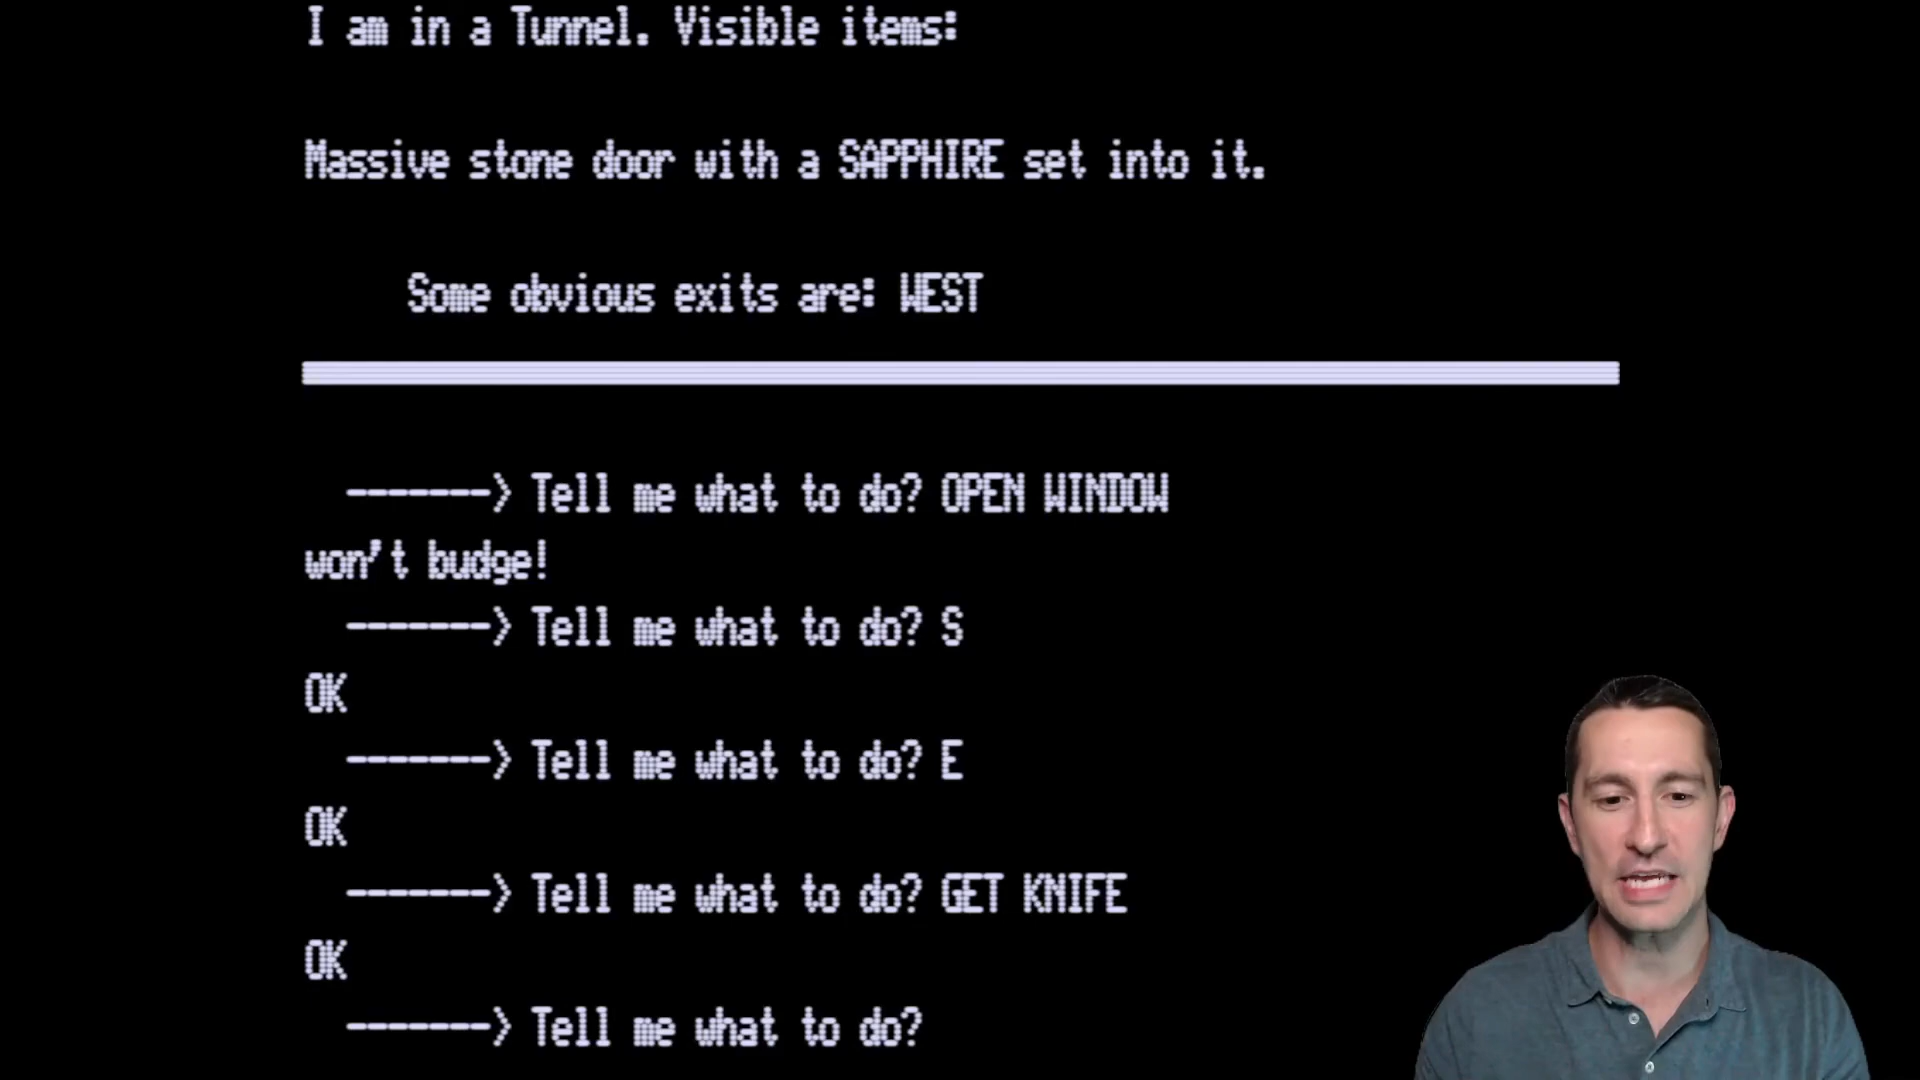 I am in a Tunnel. Visible items:
Massive stone door with a SAPPHIRE set into it.
Some obvious exits are: WEST
-------> Tell me what to do? OPEN WINDOW
won't budge!
-------> Tell me what to do? S
OK
-------> Tell me what to do? E
OK
-------> Tell me what to do? GET KNIFE
OK
-------> Tell me what to do?